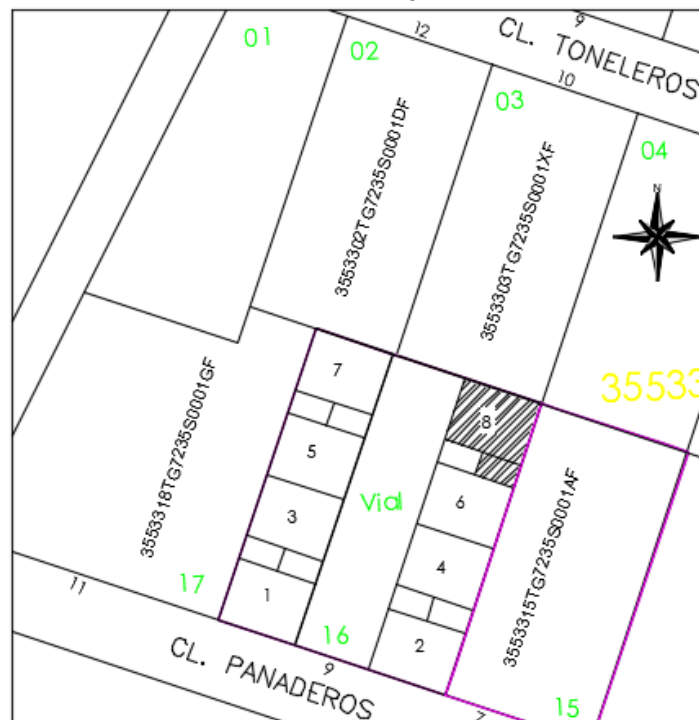 9
12
CL. TONELEROS
10
01
02
03
04
3553302TG7235S0001DF
3553303TG7235S0001XF
N
35533
7
8
5
6
3
4
1
2
Vial
3553318TG7235S0001GF
3553315TG7235S0001AF
11
17
16
15
CL. PANADEROS
9
7